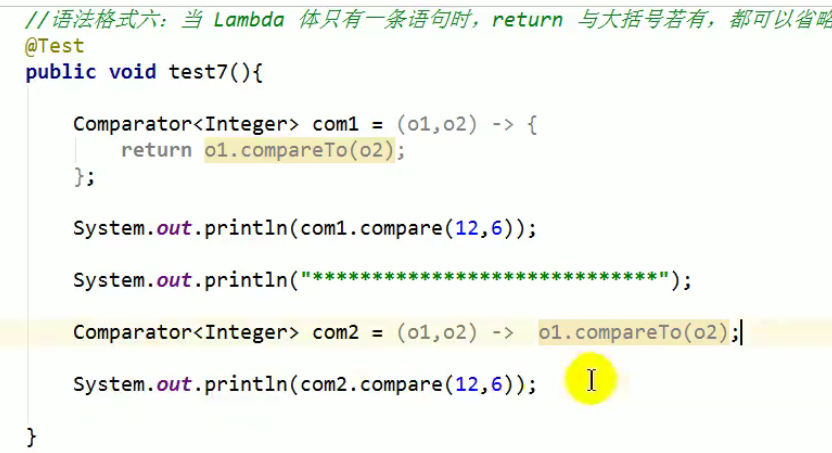 //语法格式六：当 Lambda 体只有一条语句时，return 与大括号若有，都可以省略
@Test
public void test7(){
Comparator<Integer> com1 = (o1,o2) -> {
return o1.compareTo(o2);
};
System.out.println(com1.compare(12,6));
System.out.println("*****************************");
Comparator<Integer> com2 = (o1,o2) -> o1.compareTo(o2);
System.out.println(com2.compare(12,6));
}